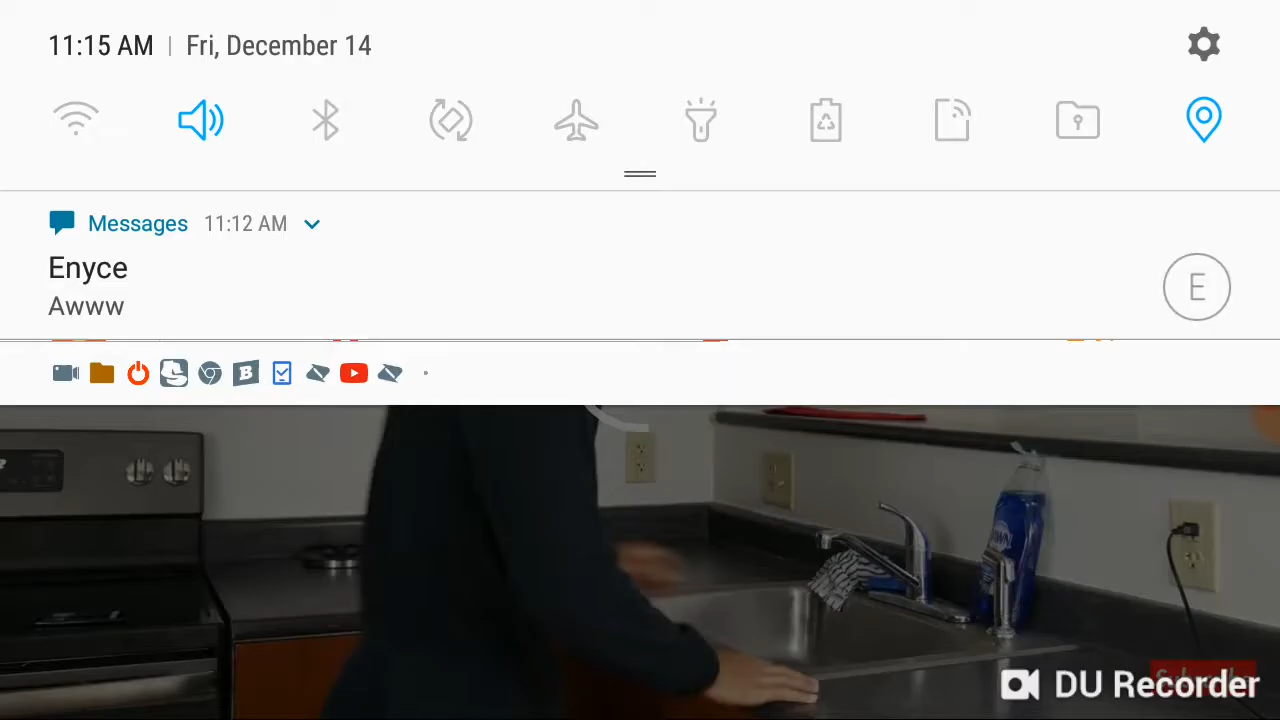 11:15 AM | Fri, December 14
Messages 11:12 AM
Enyce
Awww
E
B
DU Recorder